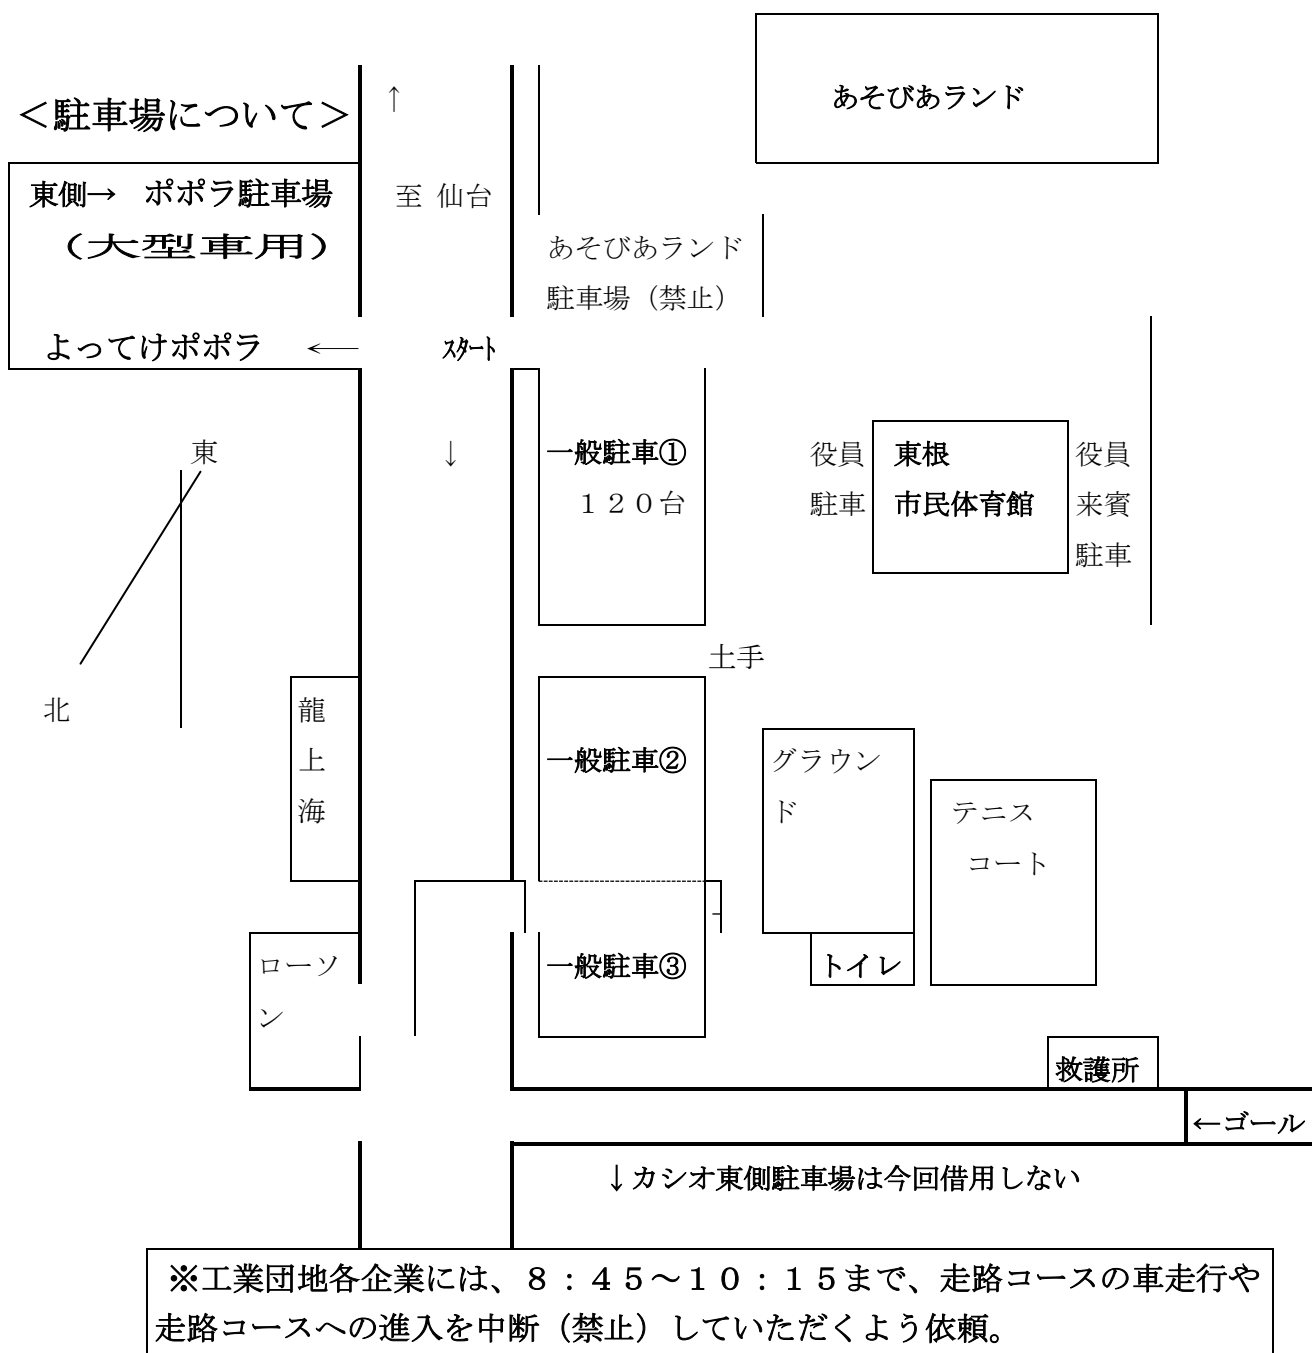 あそびあランド
＜駐車場について＞
↑
東側→　ポポラ駐車場
（大型車用）
至 仙台
あそびあランド
駐車場（禁止）
よってけポポラ　←
スタート
東
↓
一般駐車①
１２０台
役員
駐車
東根
市民体育館
役員
来賓
駐車
土手
北
龍
上
海
一般駐車②
グラウン
ド
テニス
コート
ローソ
ン
一般駐車③
トイレ
救護所
←ゴール
↓カシオ東側駐車場は今回借用しない
※工業団地各企業には、８：４５～１０：１５まで、走路コースの車走行や
走路コースへの進入を中断（禁止）していただくよう依頼。